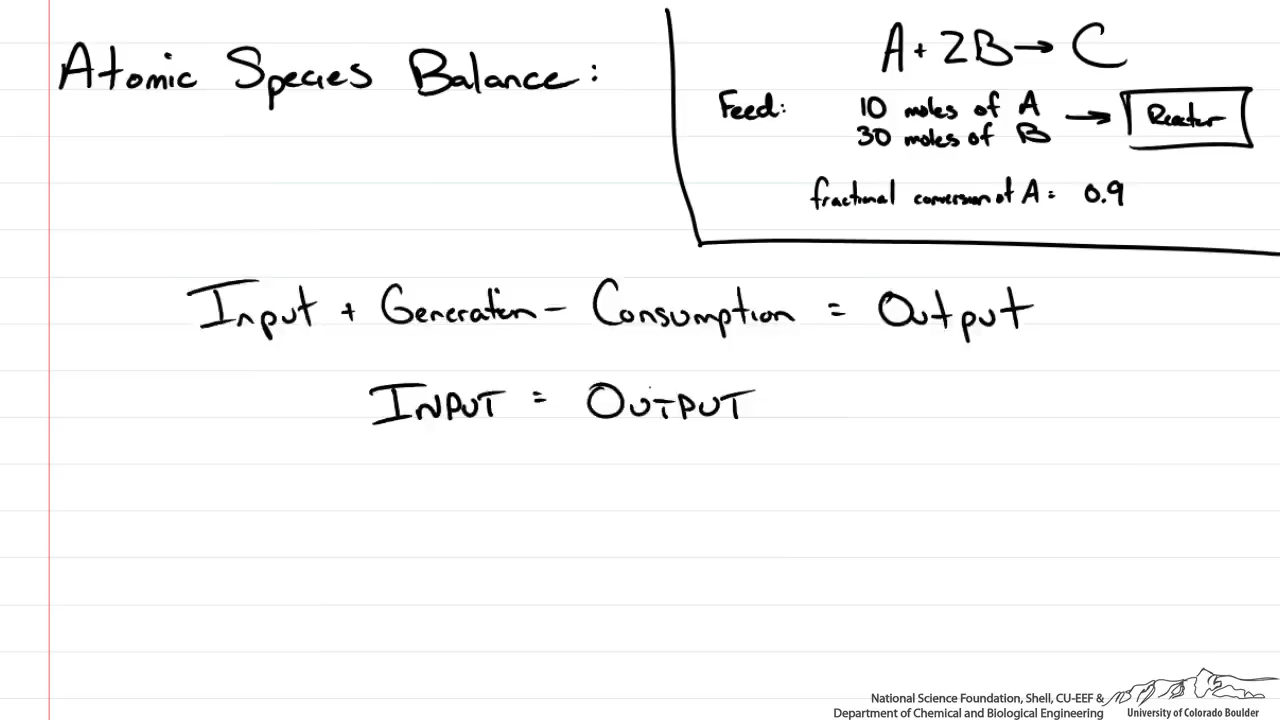 Atomic Species Balance:
A + 2B → C
Feed: 10 moles of A → Reactor
30 moles of B
fractional conversion of A = 0.9
Input + Generation - Consumption = Output
INPUT = OUTPUT
National Science Foundation, Shell, CU-EEF &
Department of Chemical and Biological Engineering
University of Colorado Boulder